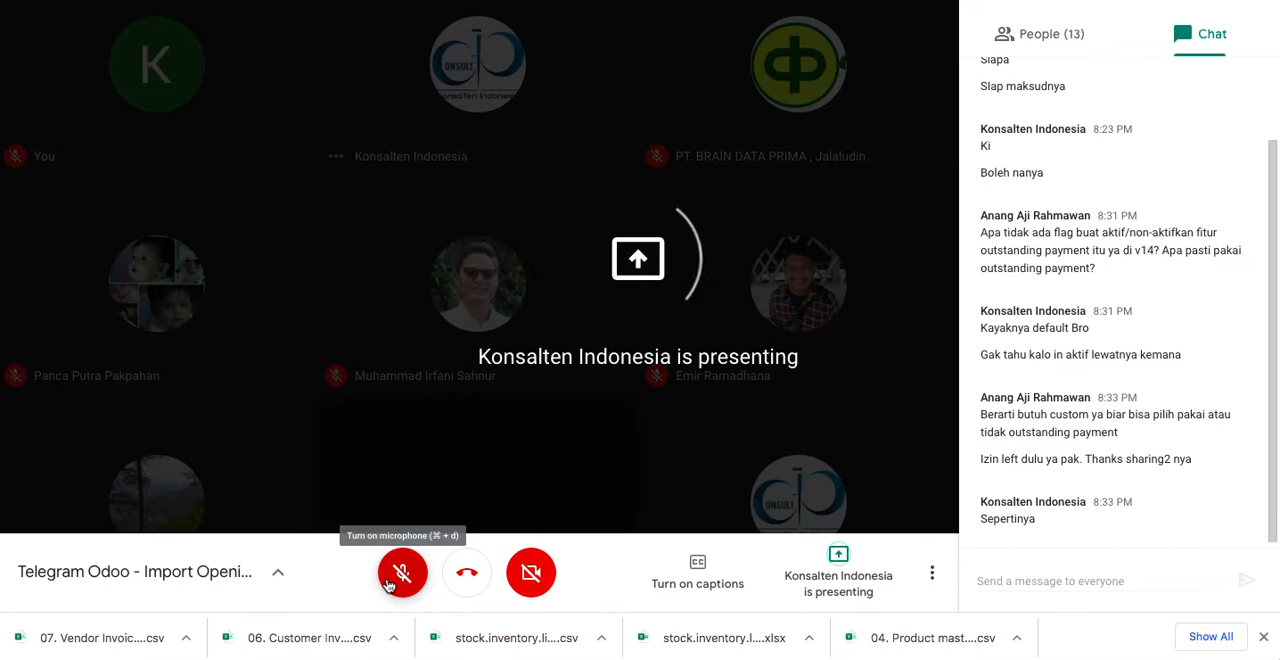 K
ONSULT
Konsalten Indonesia
You
Konsalten Indonesia
PT. BRAIN DATA PRIMA , Jalaludin
Konsalten Indonesia is presenting
Panca Putra Pakpahan
Muhammad Irfani Sahnur
Emir Ramadhana
ONSULT
Turn on microphone (⌘ + d)
Telegram Odoo - Import Openi...
CC
Turn on captions
Konsalten Indonesia
is presenting
People (13)
Chat
Siapa
SIap maksudnya
Konsalten Indonesia 8:23 PM
Ki
Boleh nanya
Anang Aji Rahmawan 8:31 PM
Apa tidak ada flag buat aktif/non-aktifkan fitur
outstanding payment itu ya di v14? Apa pasti pakai
outstanding payment?
Konsalten Indonesia 8:31 PM
Kayaknya default Bro
Gak tahu kalo in aktif lewatnya kemana
Anang Aji Rahmawan 8:33 PM
Berarti butuh custom ya biar bisa pilih pakai atau
tidak outstanding payment
Izin left dulu ya pak. Thanks sharing2 nya
Konsalten Indonesia 8:33 PM
Sepertinya
Send a message to everyone
07. Vendor Invoic....csv
06. Customer Inv....csv
stock.inventory.li....csv
stock.inventory.l....xlsx
04. Product mast....csv
Show All